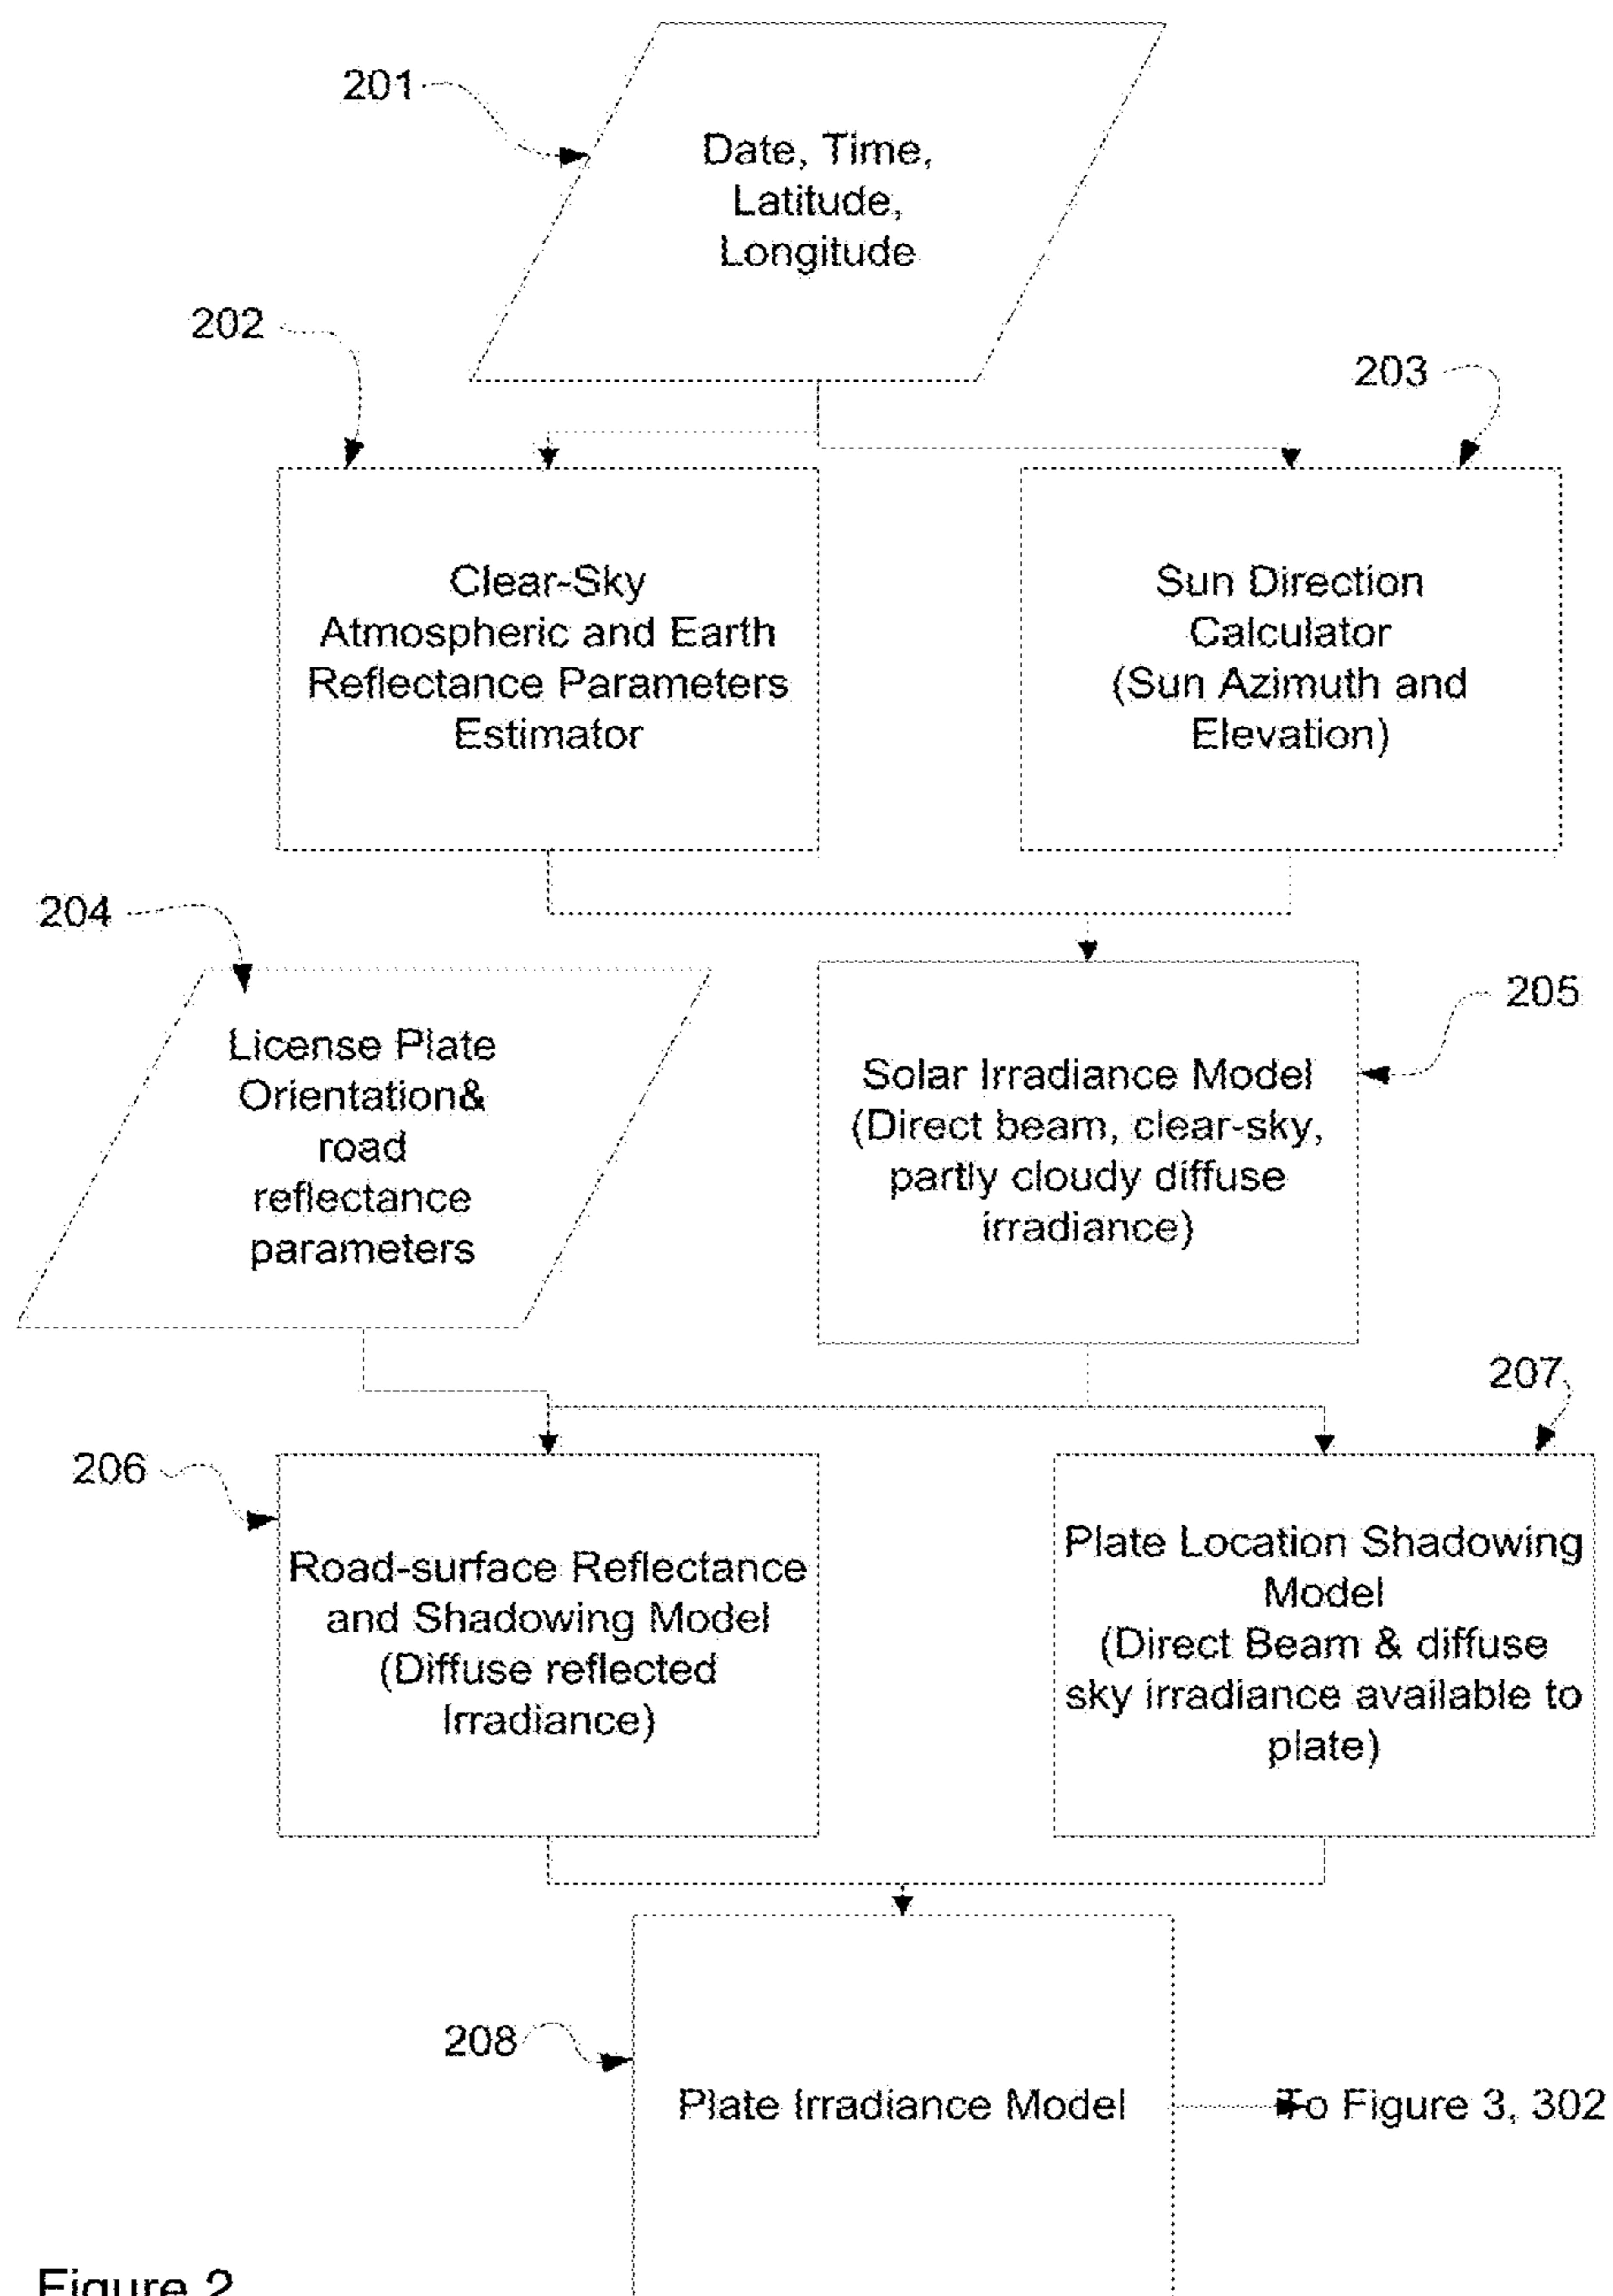 201
Date, Time,
Latitude,
Longitude
202
203
Clear-Sky
Atmospheric and Earth
Reflectance Parameters
Estimator
Sun Direction
Calculator
(Sun Azimuth and
Elevation)
204
License Plate
Orientation&
road
reflectance
parameters
205
Solar Irradiance Model
(Direct beam, clear-sky,
partly cloudy diffuse
irradiance)
206
207
Road-surface Reflectance
and Shadowing Model
(Diffuse reflected
Irradiance)
Plate Location Shadowing
Model
(Direct Beam & diffuse
sky irradiance available to
plate)
208
Plate Irradiance Model
To Figure 3, 302
Figure 2